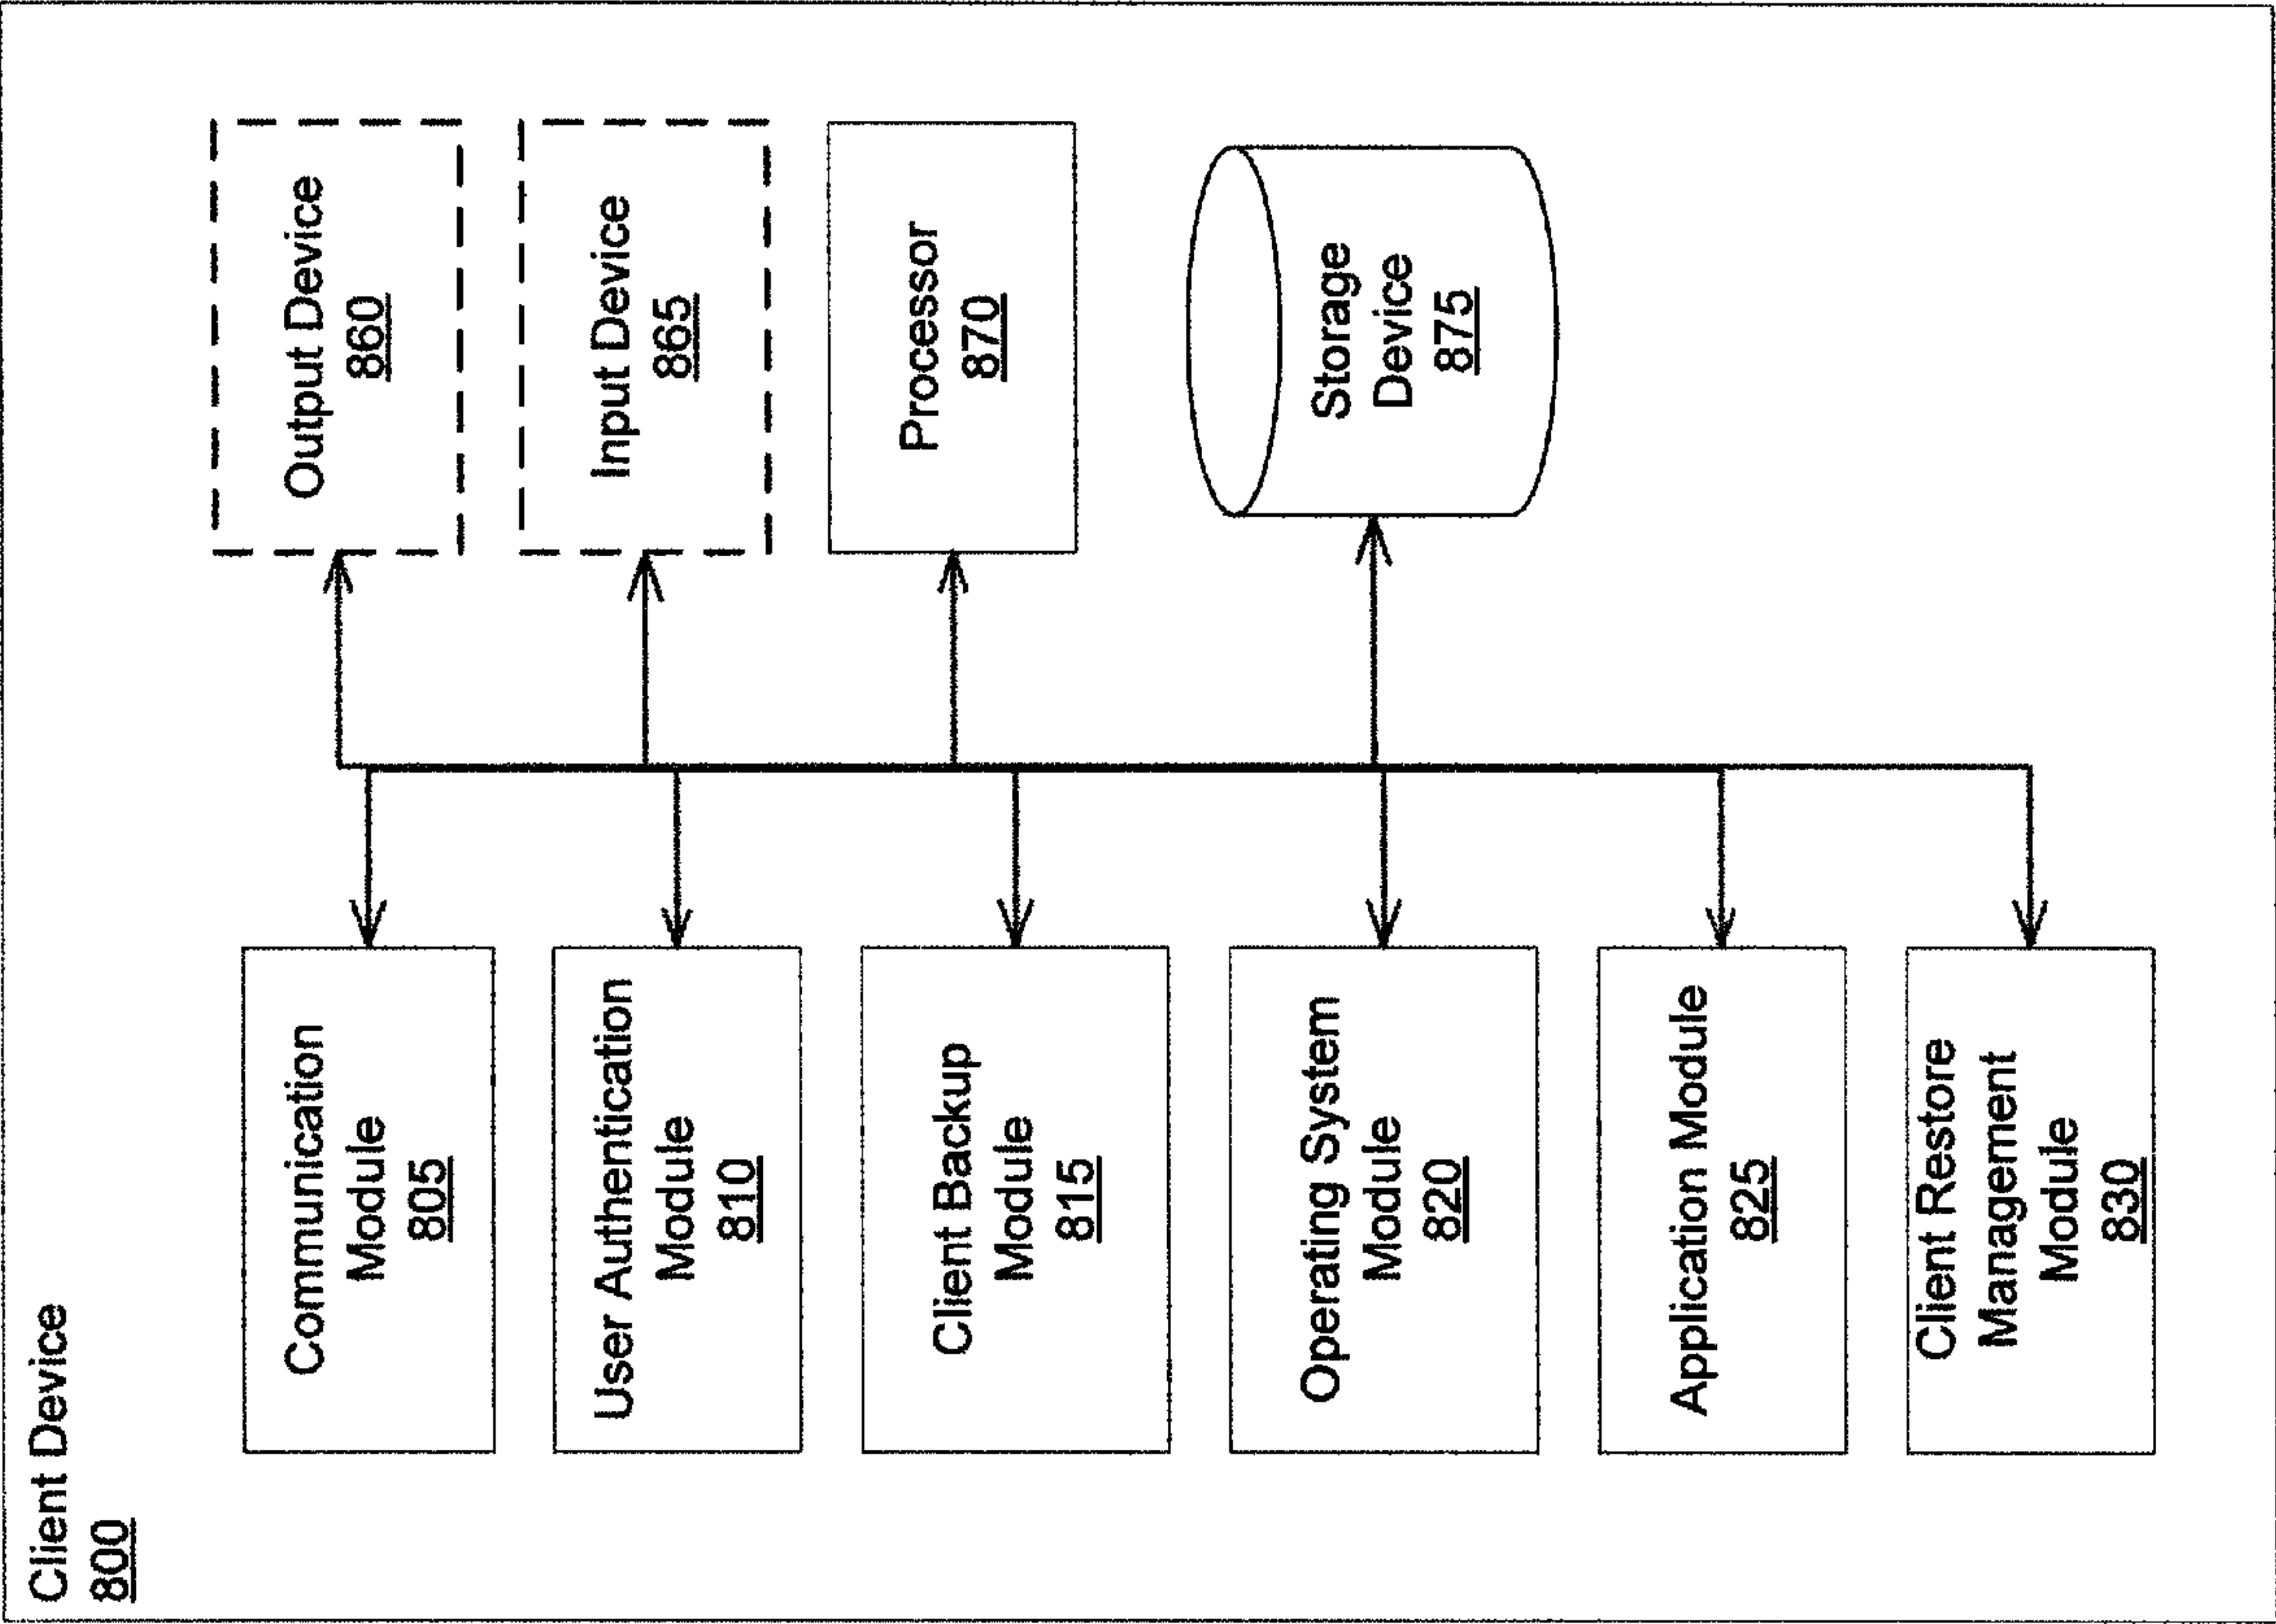 Client Device
800
Communication
Module
805
User Authentication
Module
810
Client Backup
Module
815
Operating System
Module
820
Application Module
825
Client Restore
Management
Module
830
Output Device
860
Input Device
865
Processor
870
Storage
Device
875